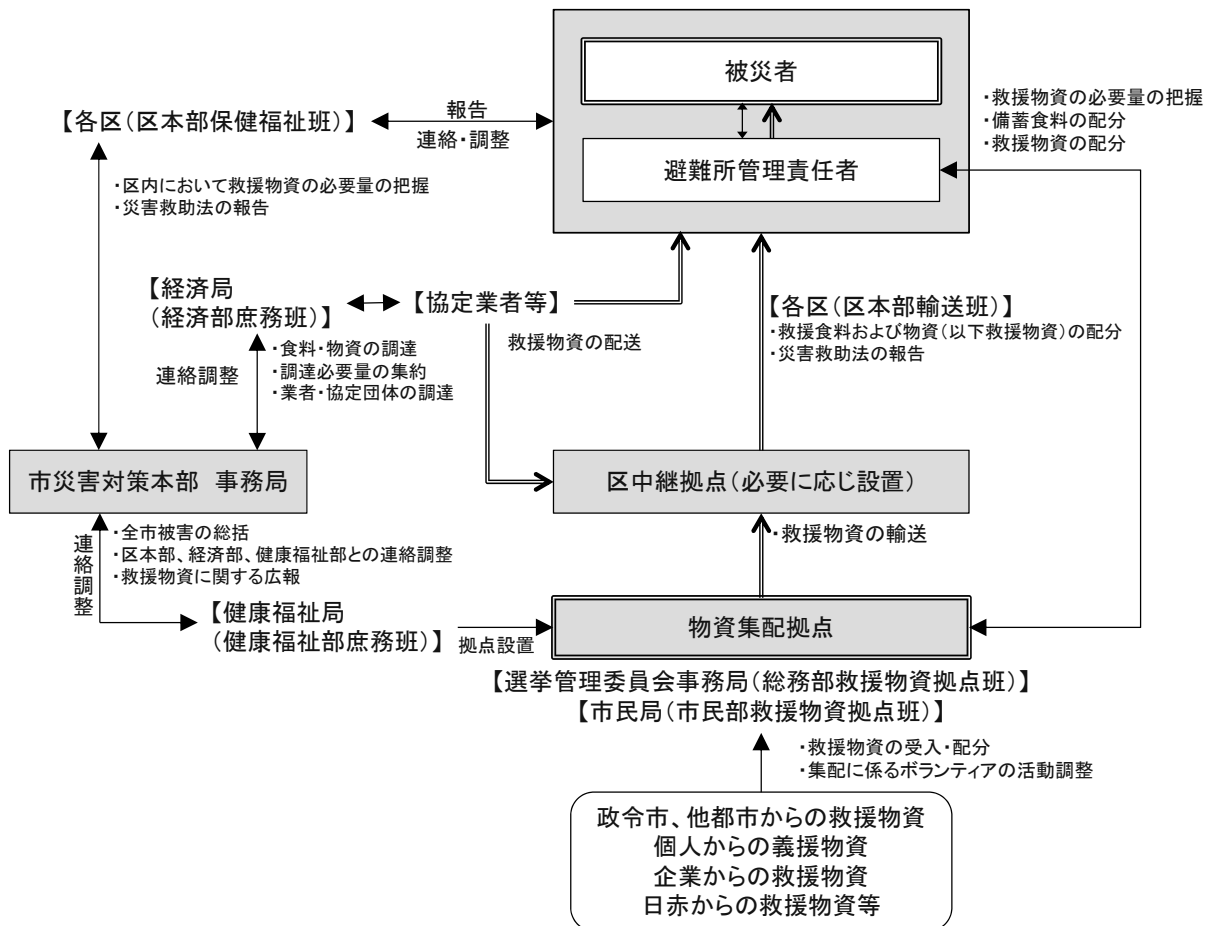 被災者
避難所管理責任者
・救援物資の必要量の把握
・備蓄食料の配分
・救援物資の配分
【各区（区本部保健福祉班）】
報告
連絡・調整
・区内において救援物資の必要量の把握
・災害救助法の報告
【経済局
（経済部庶務班）】
【協定業者等】
救援物資の配送
【各区（区本部輸送班）】
・救援食料および物資（以下救援物資）の配分
・災害救助法の報告
連絡調整
・食料・物資の調達
・調達必要量の集約
・業者・協定団体の調達
市災害対策本部　事務局
区中継拠点（必要に応じ設置）
連絡調整
・全市被害の総括
・区本部、経済部、健康福祉部との連絡調整
・救援物資に関する広報
・救援物資の輸送
【健康福祉局
（健康福祉部庶務班）】
拠点設置
物資集配拠点
【選挙管理委員会事務局（総務部救援物資拠点班）】
【市民局（市民部救援物資拠点班）】
・救援物資の受入・配分
・集配に係るボランティアの活動調整
政令市、他都市からの救援物資
個人からの義援物資
企業からの救援物資
日赤からの救援物資等